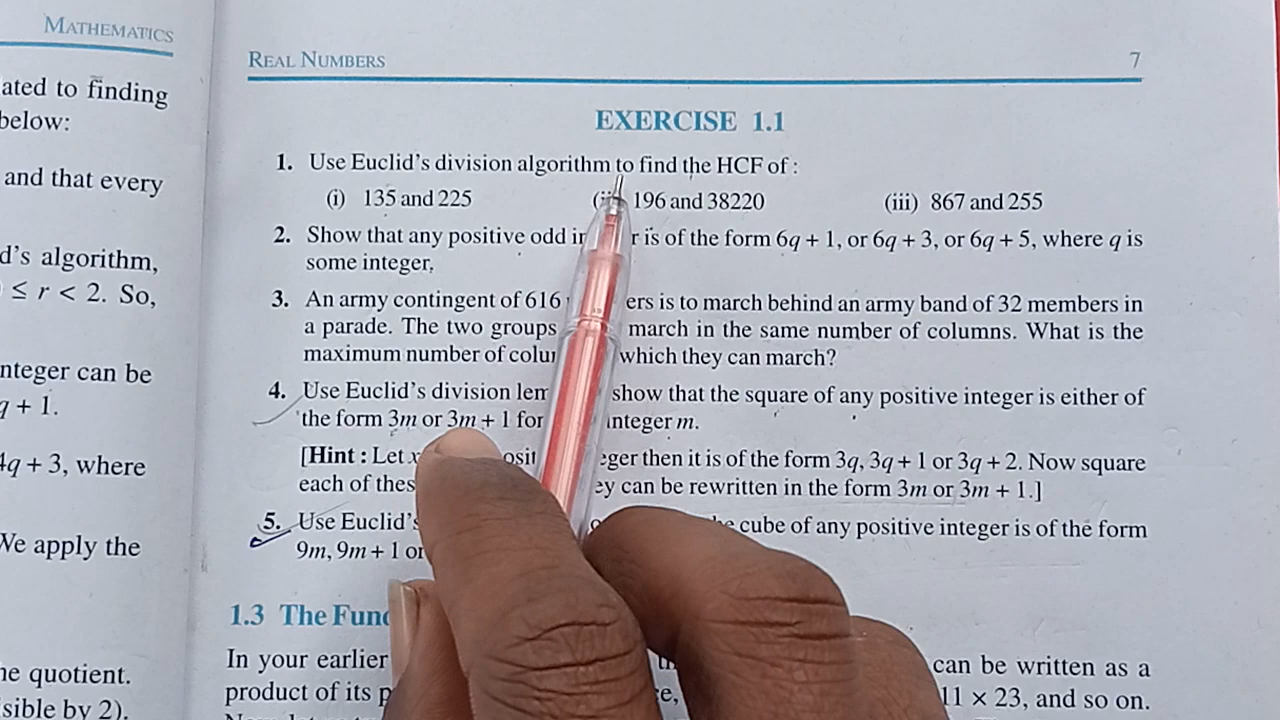 MATHEMATICS
ated to finding
below:
and that every
d's algorithm,
≤ r < 2. So,
nteger can be
q + 1.
4q + 3, where
We apply the
he quotient.
sible by 2).
REAL NUMBERS 7
EXERCISE 1.1
1. Use Euclid's division algorithm to find the HCF of :
(i) 135 and 225 196 and 38220 (iii) 867 and 255
2. Show that any positive odd in r is of the form 6q + 1, or 6q + 3, or 6q + 5, where q is
some integer.
3. An army contingent of 616 ers is to march behind an army band of 32 members in
a parade. The two groups march in the same number of columns. What is the
maximum number of colu which they can march?
4. Use Euclid's division lem show that the square of any positive integer is either of
the form 3m or 3m + 1 for integer m.
[Hint : Let x osit eger then it is of the form 3q, 3q + 1 or 3q + 2. Now square
each of thes ey can be rewritten in the form 3m or 3m + 1.]
5. Use Euclid's cube of any positive integer is of the form
9m, 9m + 1 or
1.3 The Fun
In your earlier can be written as a
product of its p 11 × 23, and so on.